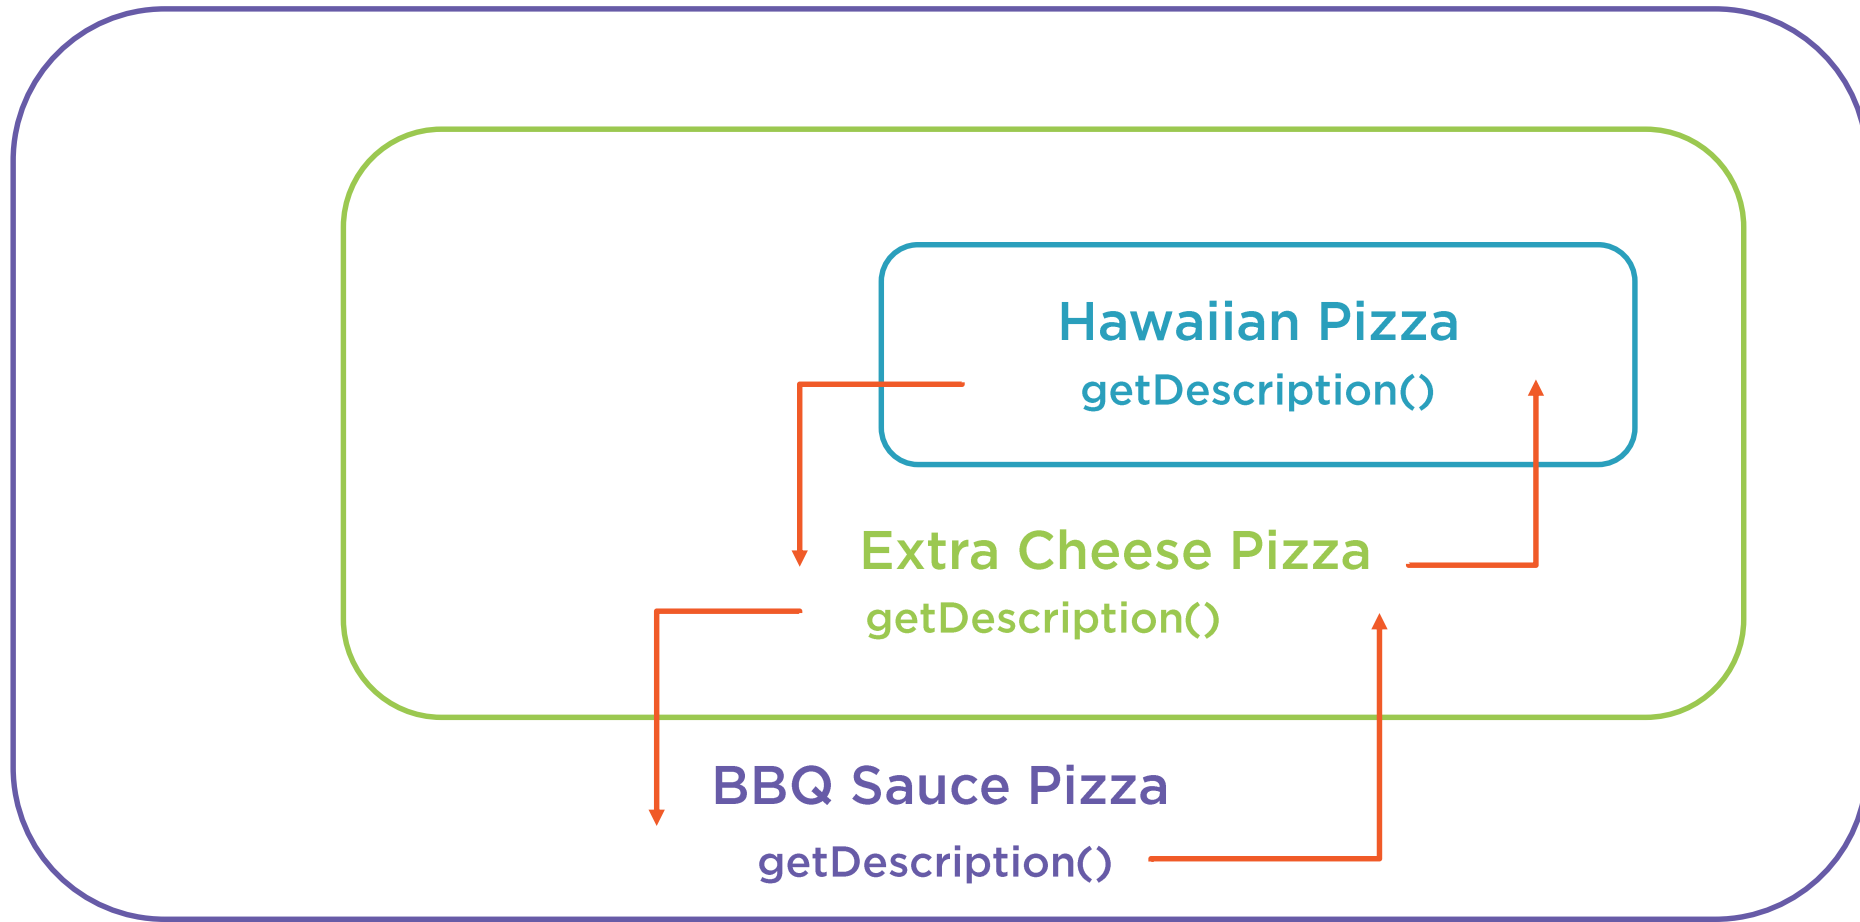 Hawaiian Pizza
getDescription()
Extra Cheese Pizza
getDescription()
BBQ Sauce Pizza
getDescription()